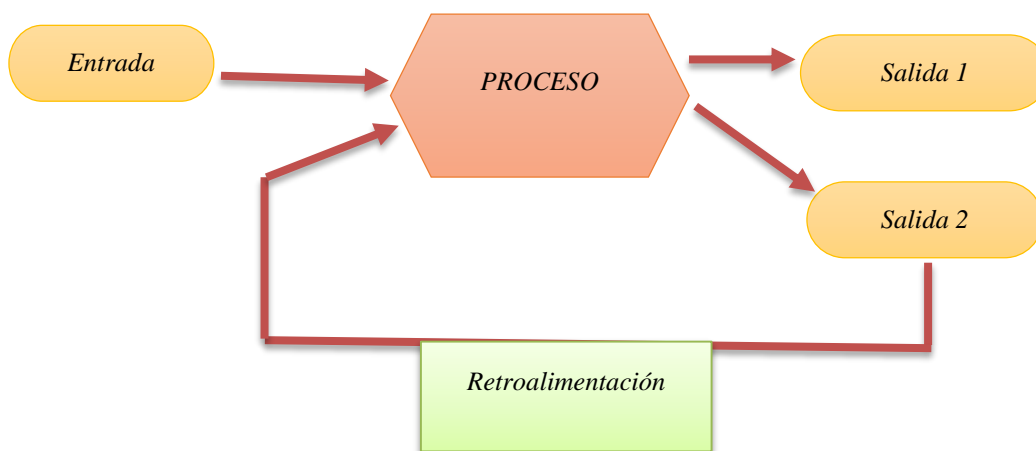 Entrada
PROCESO
Salida 1
Salida 2
Retroalimentación